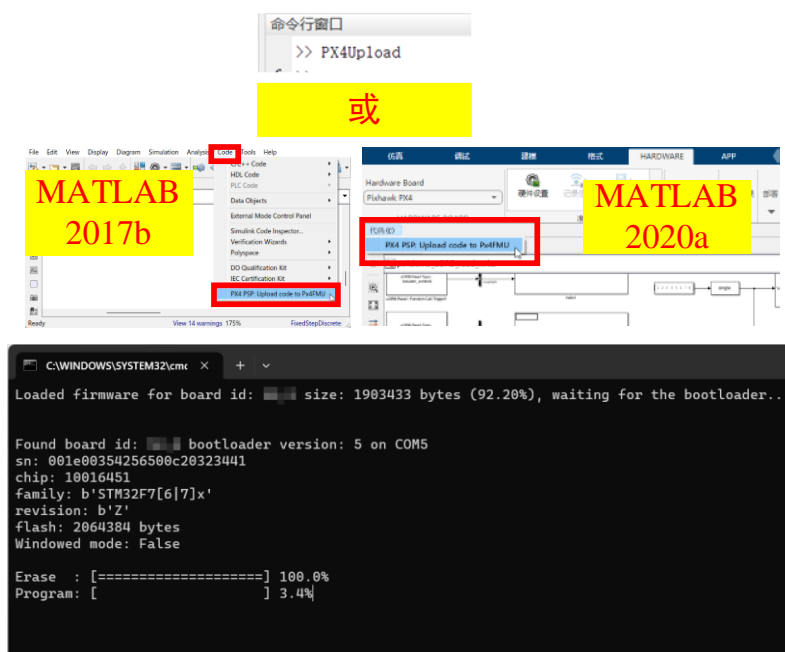 命令行窗口
>> PX4Upload
或
File Edit View Display Diagram Simulation Analysis Code Tools Help
HDL Code
PLC Code
Data Objects
External Mode Control Panel
Simulink Code Inspector...
Verification Wizards
Polyspace
DO Qualification Kit
IEC Certification Kit
PX4 PSP: Upload code to Px4FMU
MATLAB
2017b
Ready View 14 warnings 175% FixedStepDiscrete
仿真 调试 建模 格式 HARDWARE APP
Hardware Board
Pixhawk PX4
硬件设置
代码(C)
PX4 PSP: Upload code to Px4FMU
MATLAB
2020a
single
C:\WINDOWS\SYSTEM32\cmc
Loaded firmware for board id: size: 1903433 bytes (92.20%), waiting for the bootloader..
Found board id: bootloader version: 5 on COM5
sn: 001e00354256500c20323441
chip: 10016451
family: b'STM32F7[6|7]x'
revision: b'Z'
flash: 2064384 bytes
Windowed mode: False
Erase : [====================] 100.0%
Program: [ ] 3.4%